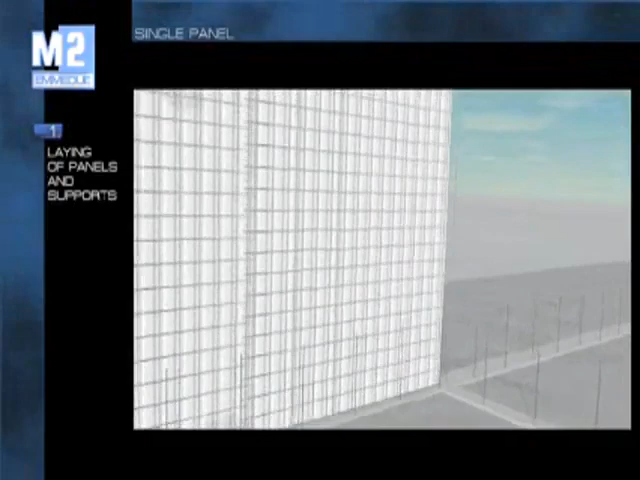 SINGLE PANEL
M2
EMMEDUE
1
LAYING
OF PANELS
AND
SUPPORTS